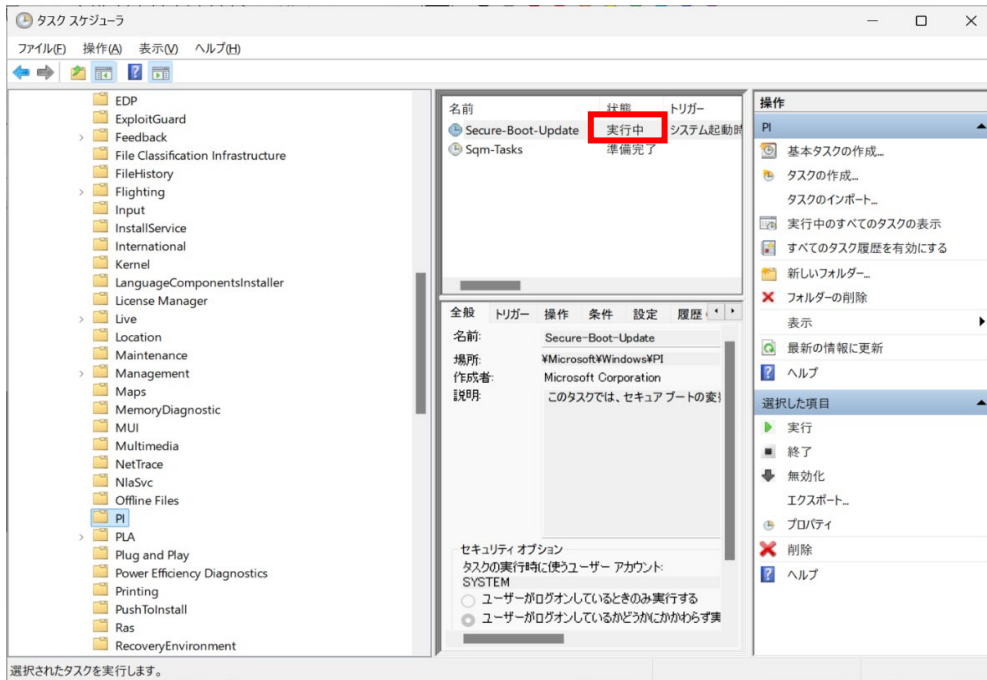 タスク スケジューラ
ファイル(F) 操作(A) 表示(V) ヘルプ(H)
EDP
ExploitGuard
Feedback
File Classification Infrastructure
FileHistory
Flighting
Input
InstallService
International
Kernel
LanguageComponentsInstaller
License Manager
Live
Location
Maintenance
Management
Maps
MemoryDiagnostic
MUI
Multimedia
NetTrace
NlaSvc
Offline Files
PI
PLA
Plug and Play
Power Efficiency Diagnostics
Printing
PushToInstall
Ras
RecoveryEnvironment
名前 状態 トリガー
Secure-Boot-Update 実行中 システム起動時
Sqm-Tasks 準備完了
全般 トリガー 操作 条件 設定 履歴
名前: Secure-Boot-Update
場所: ¥Microsoft¥Windows¥PI
作成者: Microsoft Corporation
説明: このタスクでは、セキュア ブートの変
セキュリティ オプション
タスクの実行時に使うユーザー アカウント:
SYSTEM
ユーザーがログオンしているときのみ実行する
ユーザーがログオンしているかどうかにかかわらず実
操作
PI
基本タスクの作成...
タスクの作成...
タスクのインポート...
実行中のすべてのタスクの表示
すべてのタスク履歴を有効にする
新しいフォルダー...
フォルダーの削除
表示
最新の情報に更新
ヘルプ
選択した項目
実行
終了
無効化
エクスポート...
プロパティ
削除
ヘルプ
選択されたタスクを実行します。